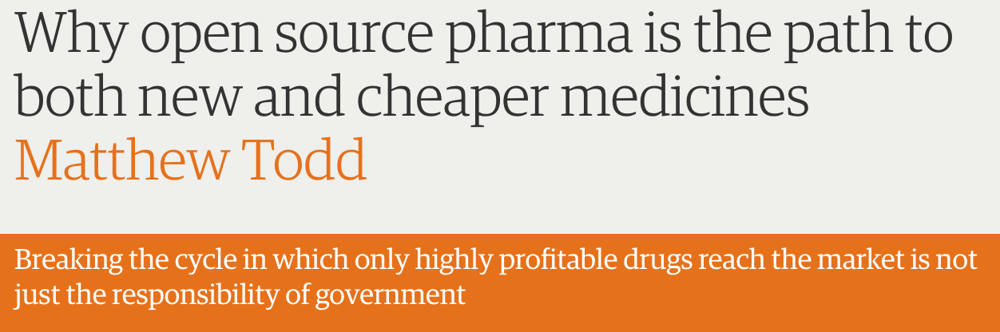 Why open source pharma is the path to
both new and cheaper medicines
Matthew Todd
Breaking the cycle in which only highly profitable drugs reach the market is not
just the responsibility of government